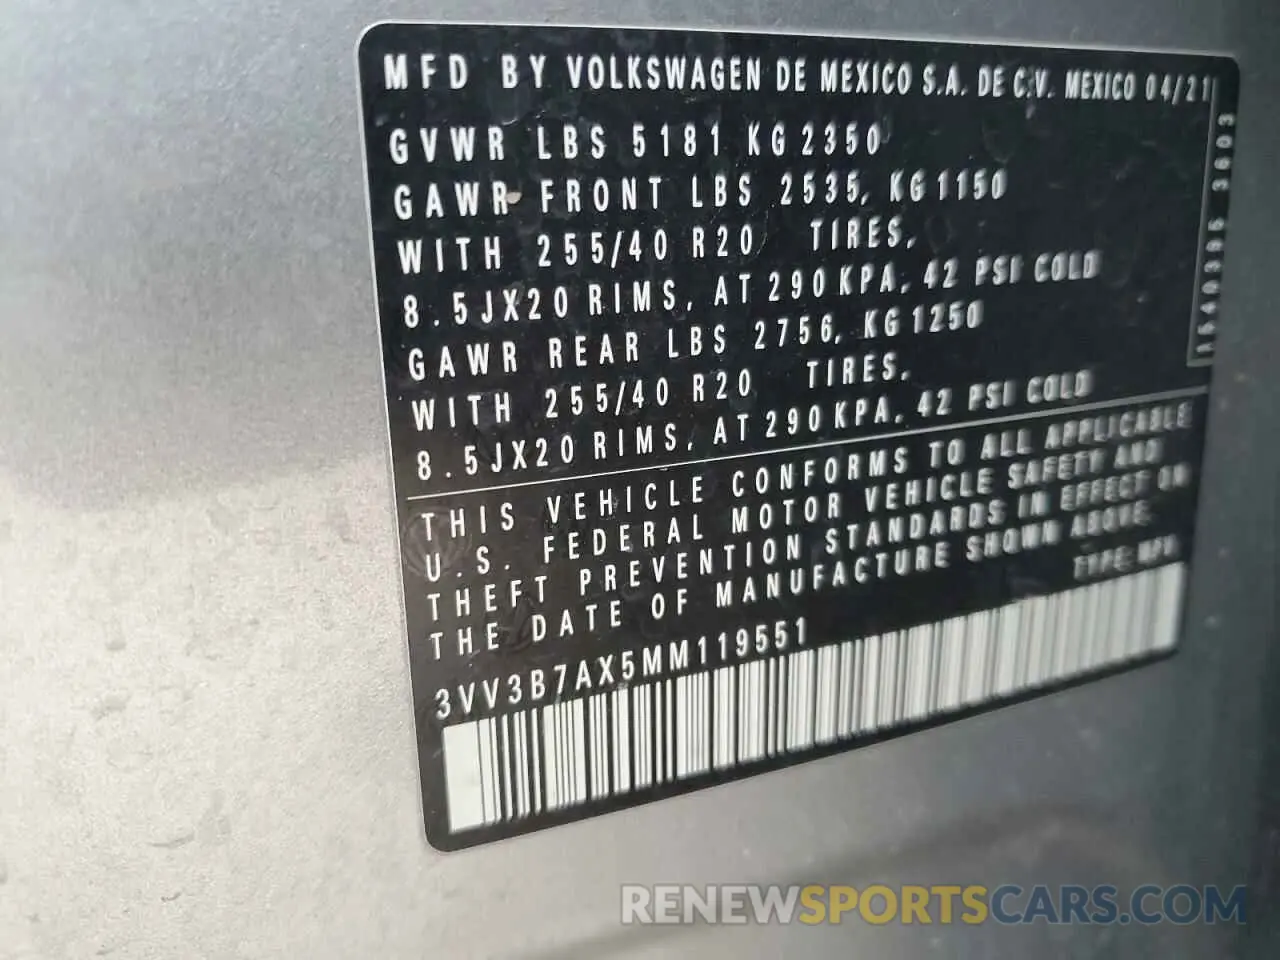 MFD BY VOLKSWAGEN DE MEXICO S.A. DE C.V. MEXICO 04/21
GVWR LBS 5181 KG 2350
GAWR FRONT LBS 2535, KG 1150
WITH 255/40 R20 TIRES,
8.5JX20 RIMS, AT 290 KPA, 42 PSI COLD
GAWR REAR LBS 2756, KG 1250
WITH 255/40 R20 TIRES,
8.5JX20 RIMS, AT 290 KPA, 42 PSI COLD
THIS VEHICLE CONFORMS TO ALL APPLICABLE
U.S. FEDERAL MOTOR VEHICLE SAFETY AND
THEFT PREVENTION STANDARDS IN EFFECT ON
THE DATE OF MANUFACTURE SHOWN ABOVE.
TYPE: MPV
3VV3B7AX5MM119551
RENEWSPORTSCARS.COM